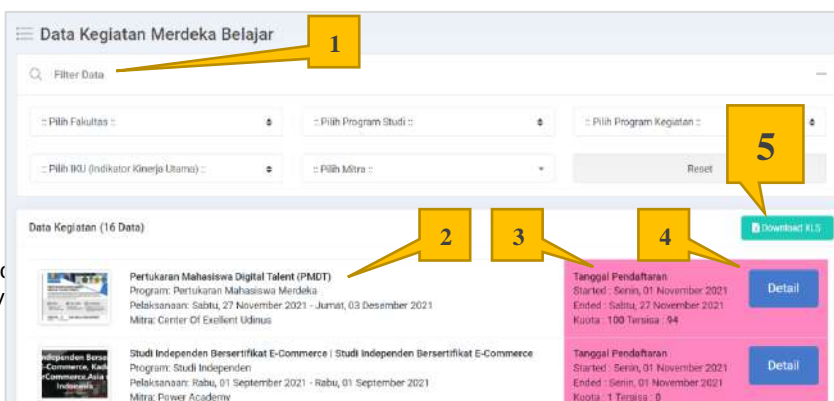 Data Kegiatan Merdeka Belajar
1
Filter Data
:: Pilih Fakultas ::
:: Pilih Program Studi ::
:: Pilih Program Kegiatan ::
5
:: Pilih IKU (Indikator Kinerja Utama) ::
:: Pilih Mitra ::
Reset
Data Kegiatan (16 Data)
2
3
4
Download XLS
Pertukaran Mahasiswa Digital Talent (PMDT)
Program: Pertukaran Mahasiswa Merdeka
Pelaksanaan: Sabtu, 27 November 2021 - Jumat, 03 Desember 2021
Mitra: Center Of Exellent Udinus
Tanggal Pendaftaran
Started : Senin, 01 November 2021
Ended : Sabtu, 27 November 2021
Kuota : 100 Tersisa : 94
Detail
Studi Independen Bersertifikat E-Commerce | Studi Independen Bersertifikat E-Commerce
Program: Studi Independen
Pelaksanaan: Rabu, 01 September 2021 - Rabu, 01 September 2021
Mitra: Power Academy
Tanggal Pendaftaran
Started : Senin, 01 November 2021
Ended : Senin, 01 November 2021
Kuota : 1 Tersisa : 0
Detail